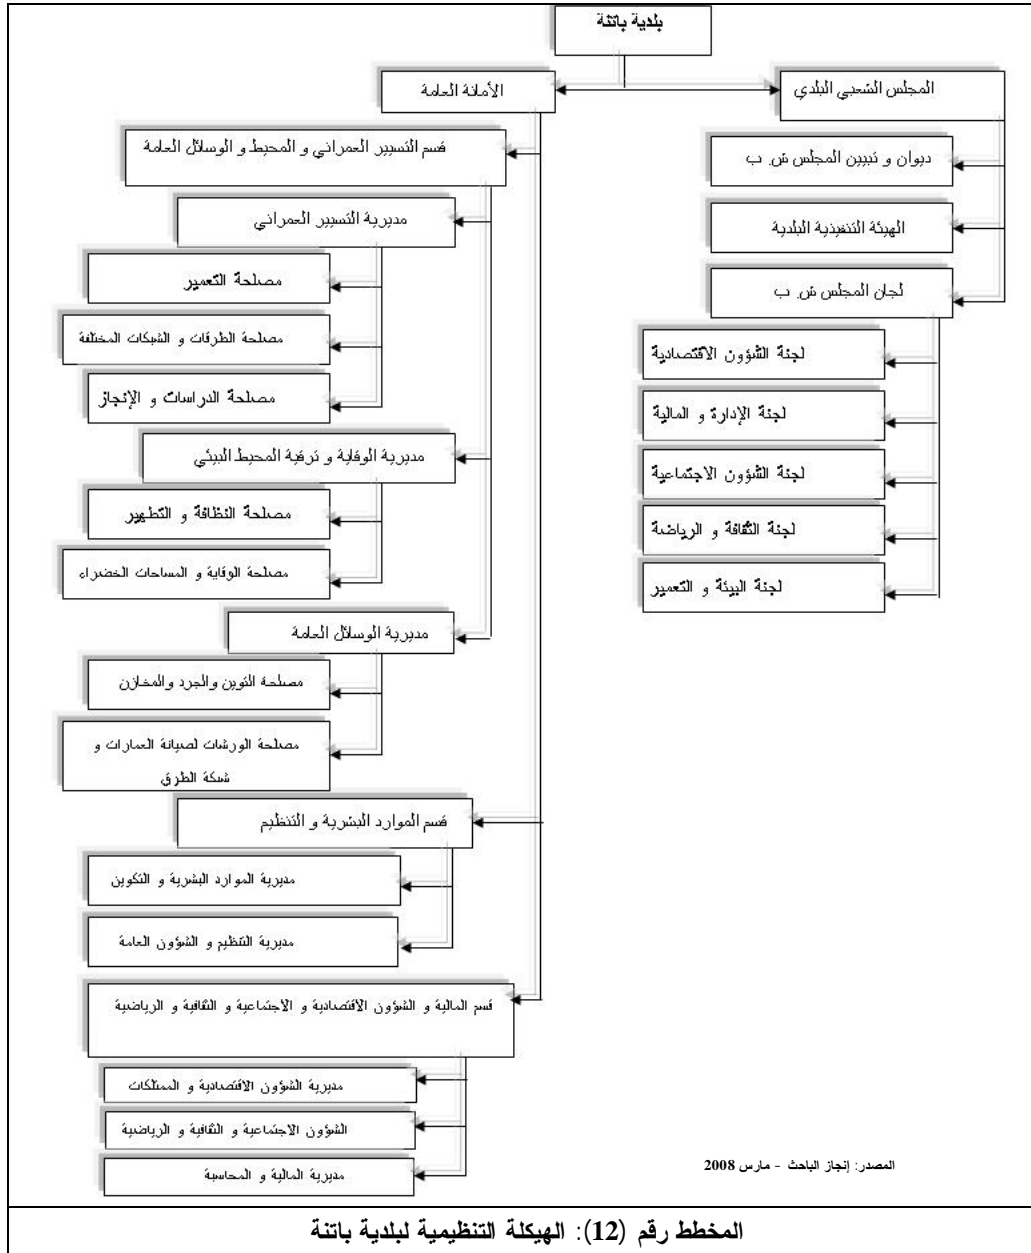 بلدية باتنة
المجلس الشعبي البلدي
ديوان و تبيين المجلس ش. ب
الهيئة التنفيذية البلدية
لجان المجلس ش. ب
لجنة الشؤون الاقتصادية
لجنة الإدارة و المالية
لجنة الشؤون الاجتماعية
لجنة الثقافة و الرياضة
لجنة البيئة و التعمير
الأمانة العامة
قسم التسيير العمراني و المحيط و الوسائل العامة
مديرية التسيير العمراني
مصلحة التعمير
مصلحة الطرقات و الشبكات المختلفة
مصلحة الدراسات و الإنجاز
مديرية الوقاية و ترقية المحيط البيئي
مصلحة النظافة و التطهير
مصلحة الوقاية و المساحات الخضراء
مديرية الوسائل العامة
مصلحة التوين والجرد والمخازن
مصلحة الورشات لصيانة العمارات و
شبكة الطرق
قسم الموارد البشرية و التنظيم
مديرية الموارد البشرية و التكوين
مديرية التنظيم و الشؤون العامة
قسم المالية و الشؤون الاقتصادية و الاجتماعية و الثقافية و الرياضية
مديرية الشؤون الاقتصادية و الممتلكات
الشؤون الاجتماعية و الثقافية و الرياضية
مديرية المالية و المحاسبة
المصدر: إنجاز الباحث - مارس 2008
المخطط رقم (12): الهيكلة التنظيمية لبلدية باتنة